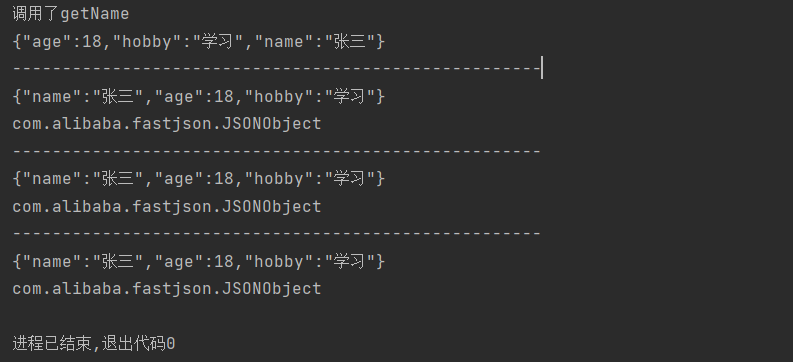 调用了getName
{"age":18,"hobby":"学习","name":"张三"}
-----------------------------------------------------
{"name":"张三","age":18,"hobby":"学习"}
com.alibaba.fastjson.JSONObject
-----------------------------------------------------
{"name":"张三","age":18,"hobby":"学习"}
com.alibaba.fastjson.JSONObject
-----------------------------------------------------
{"name":"张三","age":18,"hobby":"学习"}
com.alibaba.fastjson.JSONObject
进程已结束,退出代码0